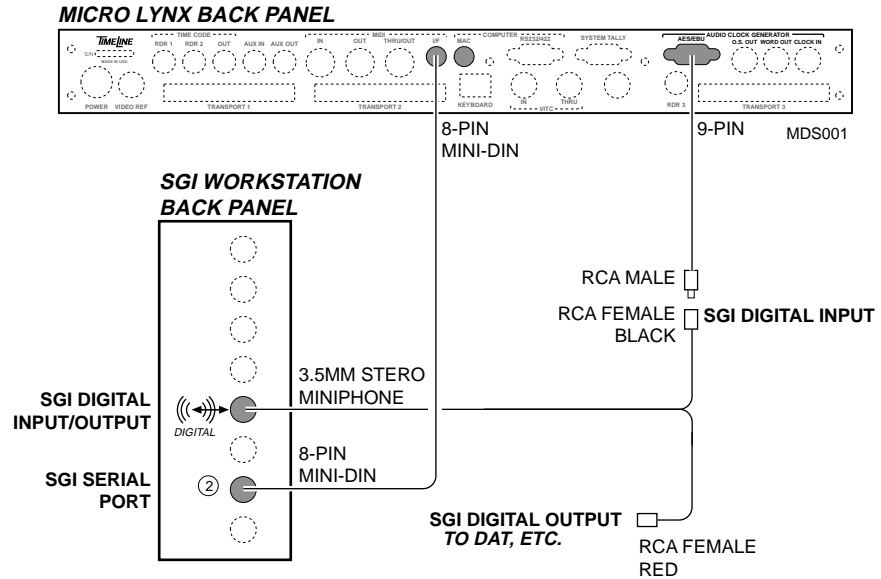 MICRO LYNX BACK PANEL
TIMELINE
S/N
MADE IN USA
POWER
VIDEO REF
TIME CODE
RDR 1
RDR 2
OUT
AUX IN
AUX OUT
TRANSPORT 1
MIDI
IN
OUT
THRU/OUT
I/F
TRANSPORT 2
COMPUTER
MAC
RS232/422
KEYBOARD
SYSTEM TALLY
IN
THRU
VITC
AUDIO CLOCK GENERATOR
AES/EBU
O.S. OUT
WORD OUT
CLOCK IN
RDR 3
TRANSPORT 3
8-PIN
MINI-DIN
9-PIN
MDS001
SGI WORKSTATION
BACK PANEL
RCA MALE
RCA FEMALE
BLACK
SGI DIGITAL INPUT
3.5MM STERO
MINIPHONE
SGI DIGITAL
INPUT/OUTPUT
DIGITAL
8-PIN
MINI-DIN
SGI SERIAL
PORT
2
SGI DIGITAL OUTPUT
TO DAT, ETC.
RCA FEMALE
RED